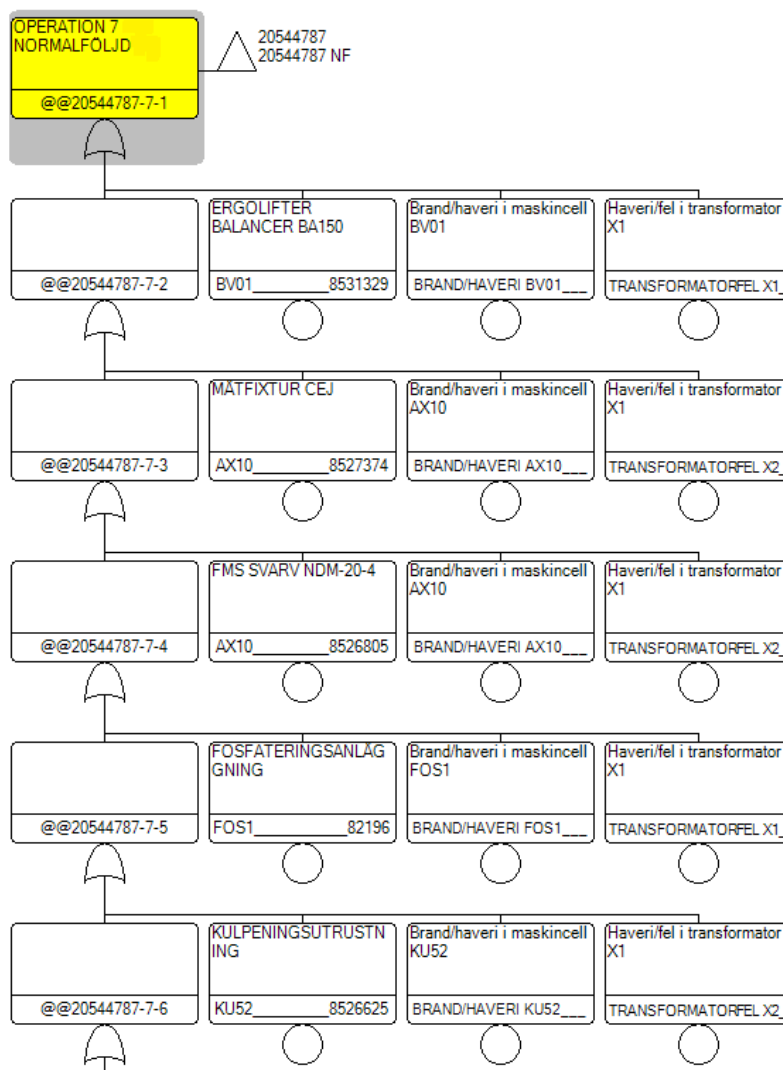 OPERATION 7
NORMALFÖLJD
@@20544787-7-1
20544787
20544787 NF
@@20544787-7-2
ERGOLIFTER
BALANCER BA150
BV01________8531329
Brand/haveri i maskincell
BV01
BRAND/HAVERI BV01___
Haveri/fel i transformator
X1
TRANSFORMATORFEL X1_
@@20544787-7-3
MÄTFIXTUR CEJ
AX10________8527374
Brand/haveri i maskincell
AX10
BRAND/HAVERI AX10___
Haveri/fel i transformator
X1
TRANSFORMATORFEL X2_
@@20544787-7-4
FMS SVARV NDM-20-4
AX10________8526805
Brand/haveri i maskincell
AX10
BRAND/HAVERI AX10___
Haveri/fel i transformator
X1
TRANSFORMATORFEL X2_
@@20544787-7-5
FOSFATERINGSANLÄG
GNING
FOS1__________82196
Brand/haveri i maskincell
FOS1
BRAND/HAVERI FOS1___
Haveri/fel i transformator
X1
TRANSFORMATORFEL X1_
@@20544787-7-6
KULPENINGSUTRUSTN
ING
KU52________8526625
Brand/haveri i maskincell
KU52
BRAND/HAVERI KU52___
Haveri/fel i transformator
X1
TRANSFORMATORFEL X2_